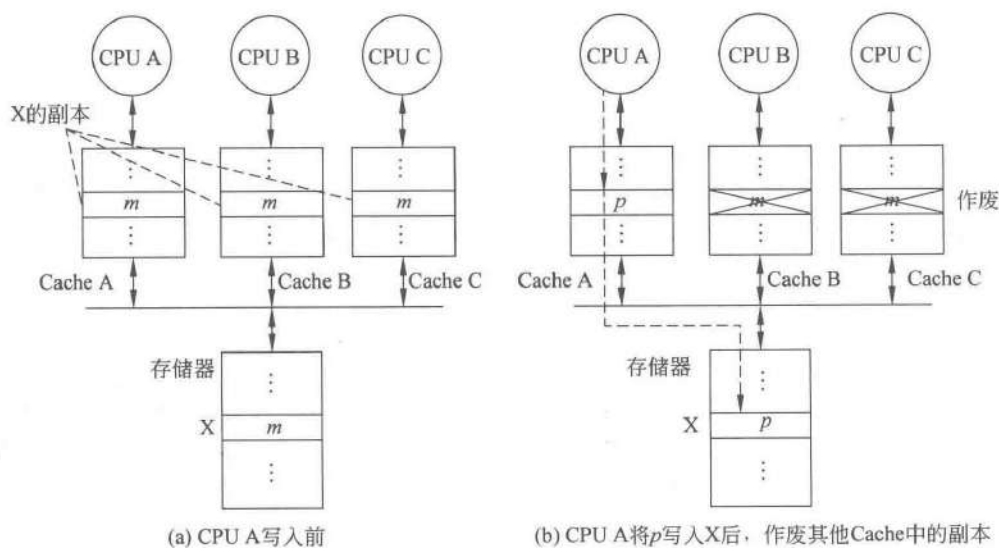 CPU A CPU B CPU C CPU A CPU B CPU C
X的副本
m m m p m m 作废
Cache A Cache B Cache C Cache A Cache B Cache C
存储器 存储器
X m X p
(a) CPU A写入前 (b) CPU A将p写入X后，作废其他Cache中的副本